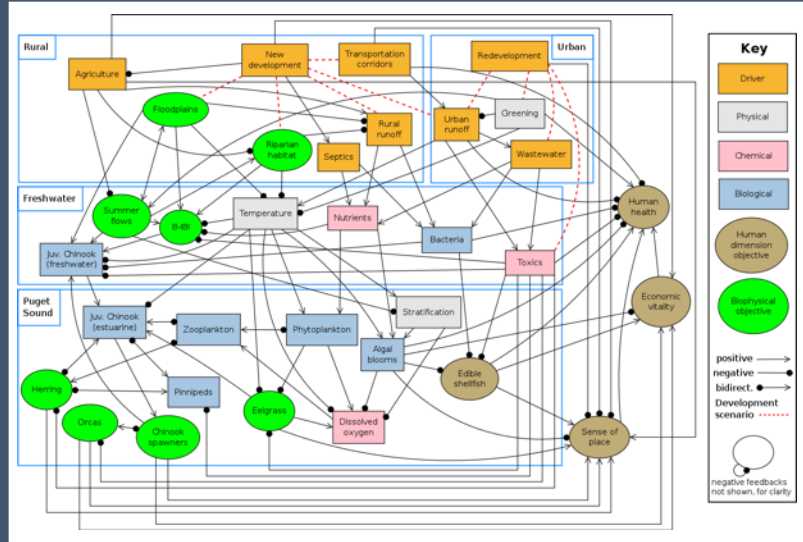 Rural
Agriculture
New
development
Transportation
corridors
Redevelopment
Urban
Floodplains
Riparian
habitat
Rural
runoff
Septics
Urban
runoff
Greening
Wastewater
Freshwater
Summer
flows
B-IBI
Temperature
Nutrients
Bacteria
Toxics
Juv. Chinook
(freshwater)
Puget
Sound
Juv. Chinook
(estuarine)
Zooplankton
Phytoplankton
Stratification
Algal
blooms
Herring
Pinnipeds
Eelgrass
Edible
shellfish
Orcas
Chinook
spawners
Dissolved
oxygen
Human
health
Economic
vitality
Sense of
place
Key
Driver
Physical
Chemical
Biological
Human
dimension
objective
Biophysical
objective
positive
negative
bidirect.
Development
scenario
negative feedbacks
not shown, for clarity